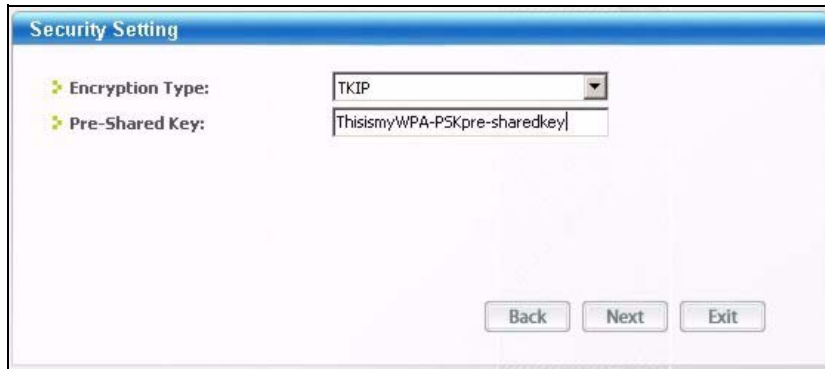 Security Setting
Encryption Type: TKIP
Pre-Shared Key: ThisismyWPA-PSKpre-sharedkey
Back Next Exit